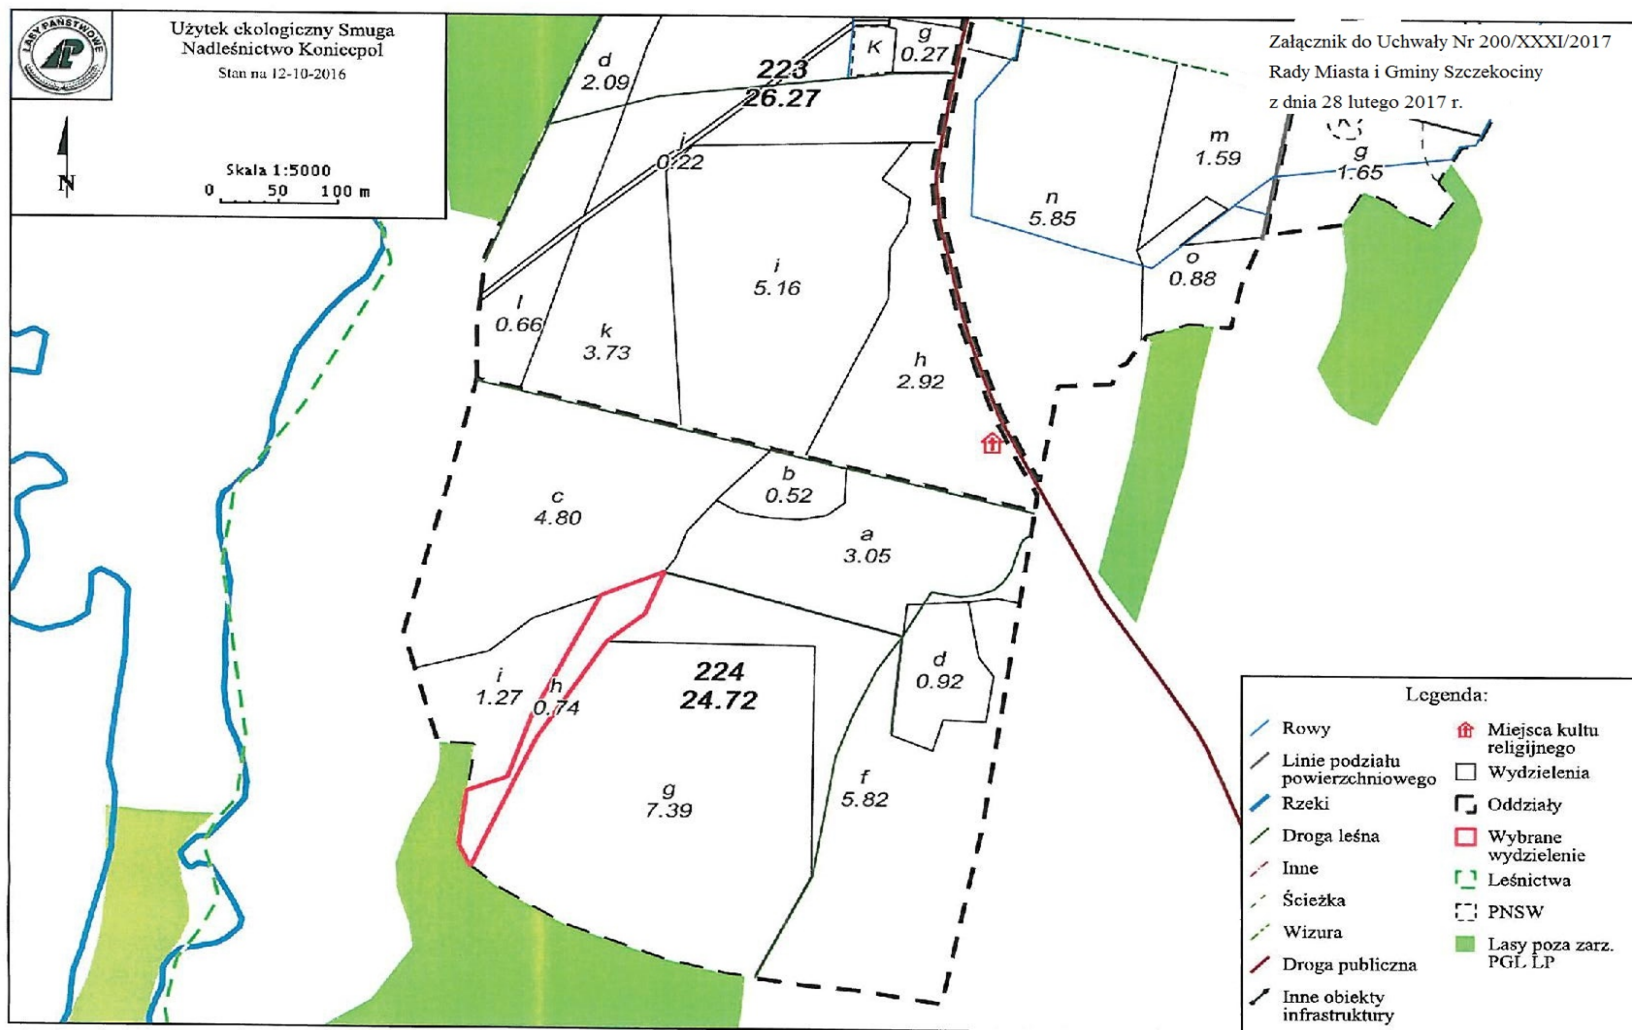 LASY PAŃSTWOWE
Użytek ekologiczny Smuga
Nadleśnictwo Koniecpol
Stan na 12-10-2016
N
Skala 1:5000
0 50 100 m
Załącznik do Uchwały Nr 200/XXXI/2017
Rady Miasta i Gminy Szczekociny
z dnia 28 lutego 2017 r.
d
2.09
223
26.27
K
g
0.27
j
0.22
m
1.59
g
1.65
n
5.85
o
0.88
i
5.16
l
0.66
k
3.73
h
2.92
b
0.52
c
4.80
a
3.05
i
1.27
h
0.74
224
24.72
d
0.92
g
7.39
f
5.82
Legenda:
Rowy
Linie podziału
powierzchniowego
Rzeki
Droga leśna
Inne
Ścieżka
Wizura
Droga publiczna
Inne obiekty
infrastruktury
Miejsca kultu
religijnego
Wydzielenia
Oddziały
Wybrane
wydzielenie
Leśnictwa
PNSW
Lasy poza zarz.
PGL LP